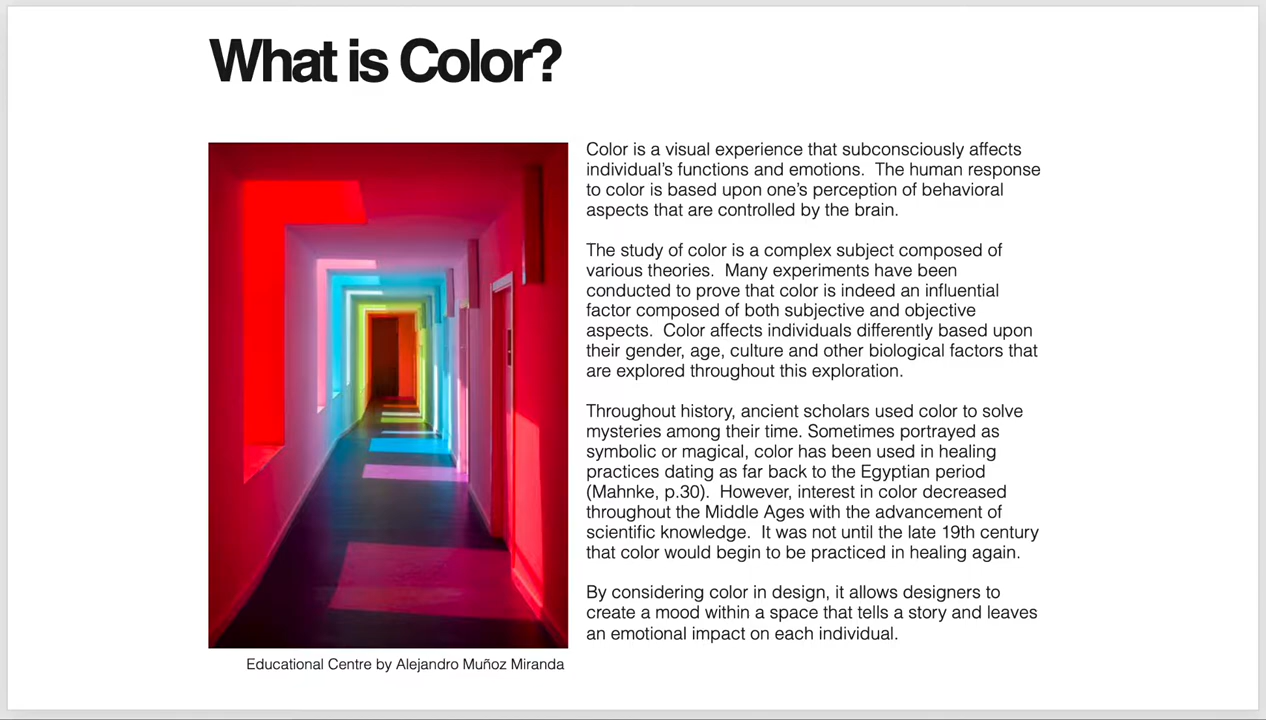 What is Color?
Color is a visual experience that subconsciously affects
individual’s functions and emotions.  The human response
to color is based upon one’s perception of behavioral
aspects that are controlled by the brain.
The study of color is a complex subject composed of
various theories.  Many experiments have been
conducted to prove that color is indeed an influential
factor composed of both subjective and objective
aspects.  Color affects individuals differently based upon
their gender, age, culture and other biological factors that
are explored throughout this exploration.
Throughout history, ancient scholars used color to solve
mysteries among their time. Sometimes portrayed as
symbolic or magical, color has been used in healing
practices dating as far back to the Egyptian period
(Mahnke, p.30).  However, interest in color decreased
throughout the Middle Ages with the advancement of
scientific knowledge.  It was not until the late 19th century
that color would begin to be practiced in healing again.
By considering color in design, it allows designers to
create a mood within a space that tells a story and leaves
an emotional impact on each individual.
Educational Centre by Alejandro Muñoz Miranda